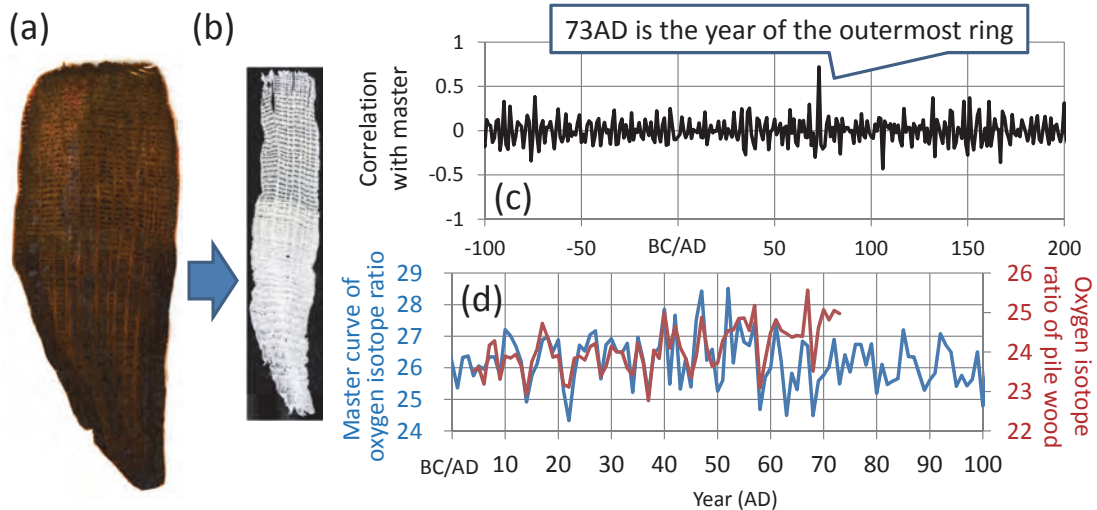 (a)
(b)
73AD is the year of the outermost ring
Correlation
with master
1
0.5
0
-0.5
-1
(c)
-100
-50
BC/AD
50
100
150
200
Master curve of
oxygen isotope ratio
29
28
27
26
25
24
(d)
26
25
24
23
22
Oxygen isotope
ratio of pile wood
BC/AD
10
20
30
40
50
60
70
80
90
100
Year (AD)